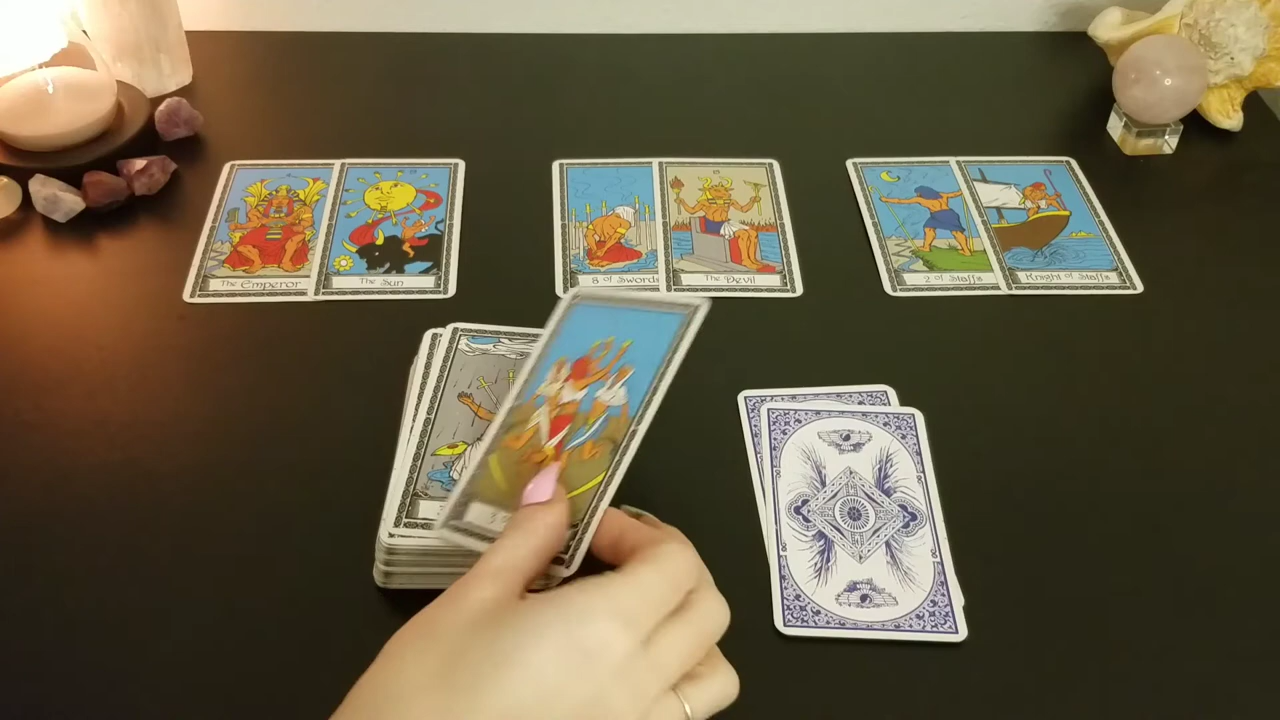 The Emperor
The Sun
8 of Swords
The Devil
2 of Staffs
Knight of Staffs